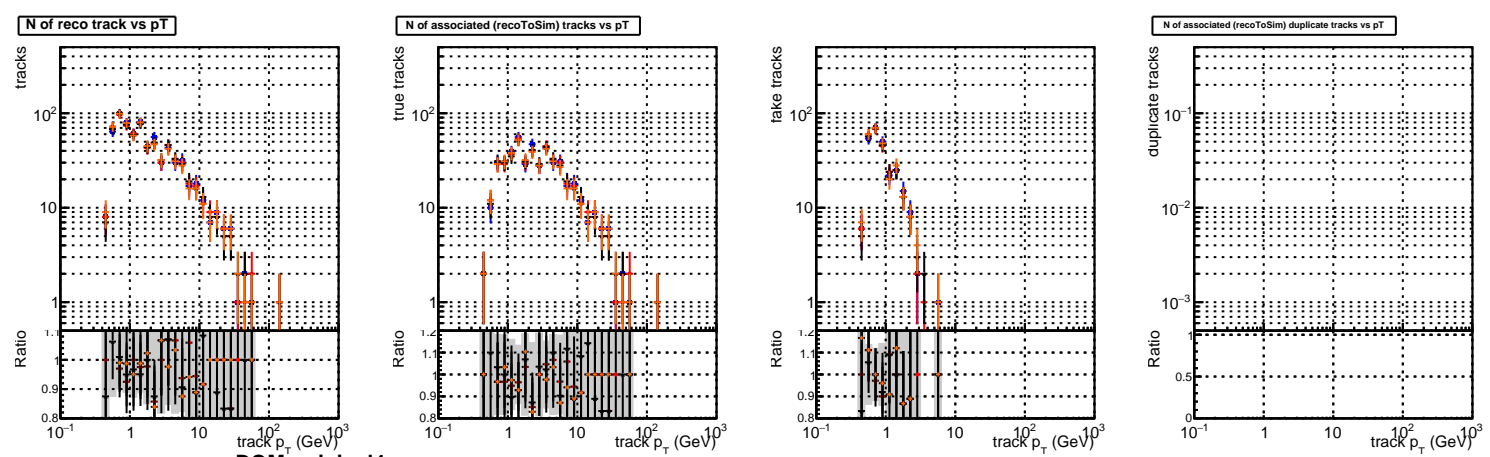 N of reco track vs pT
tracks
10²
10
1
Ratio
1.1
1
0.9
0.8
10⁻¹ 1 10 10² 10³
track p_T (GeV)
N of associated (recoToSim) tracks vs pT
true tracks
10²
10
1
Ratio
1.2
1.1
1
0.9
0.8
10⁻¹ 1 10 10² 10³
track p_T (GeV)
fake tracks
10²
10
1
Ratio
1.2
1.1
1
0.9
0.8
10⁻¹ 1 10 10² 10³
track p_T (GeV)
N of associated (recoToSim) duplicate tracks vs pT
duplicate tracks
10⁻¹
10⁻²
10⁻³
Ratio
1
0.5
0
10⁻¹ 1 10 10² 10³
track p_T (GeV)